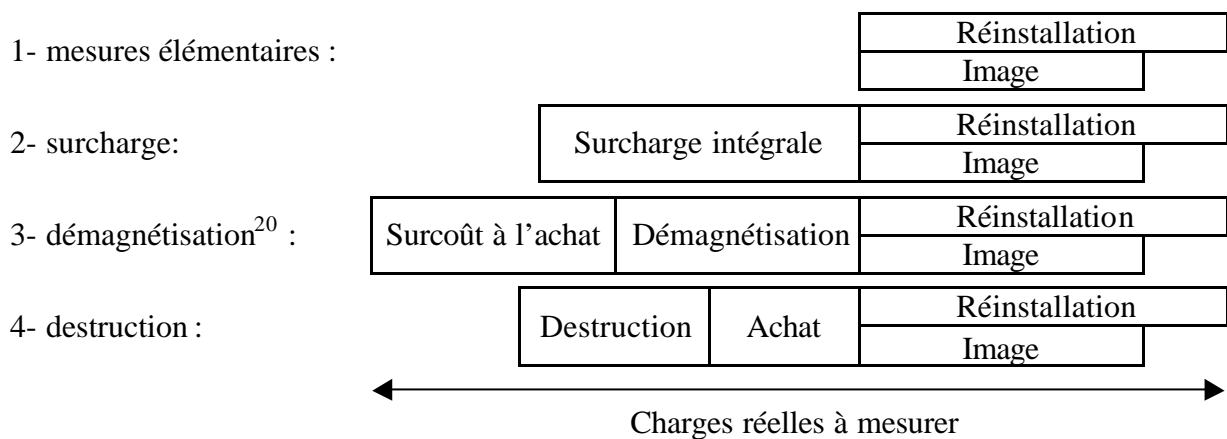 Réinstallation
1- mesures élémentaires :
Image
Réinstallation
2- surcharge:
Surcharge intégrale
Image
Réinstallation
3- démagnétisation20 :
Surcoût à l’achat
Démagnétisation
Image
Réinstallation
4- destruction :
Destruction
Achat
Image
Charges réelles à mesurer